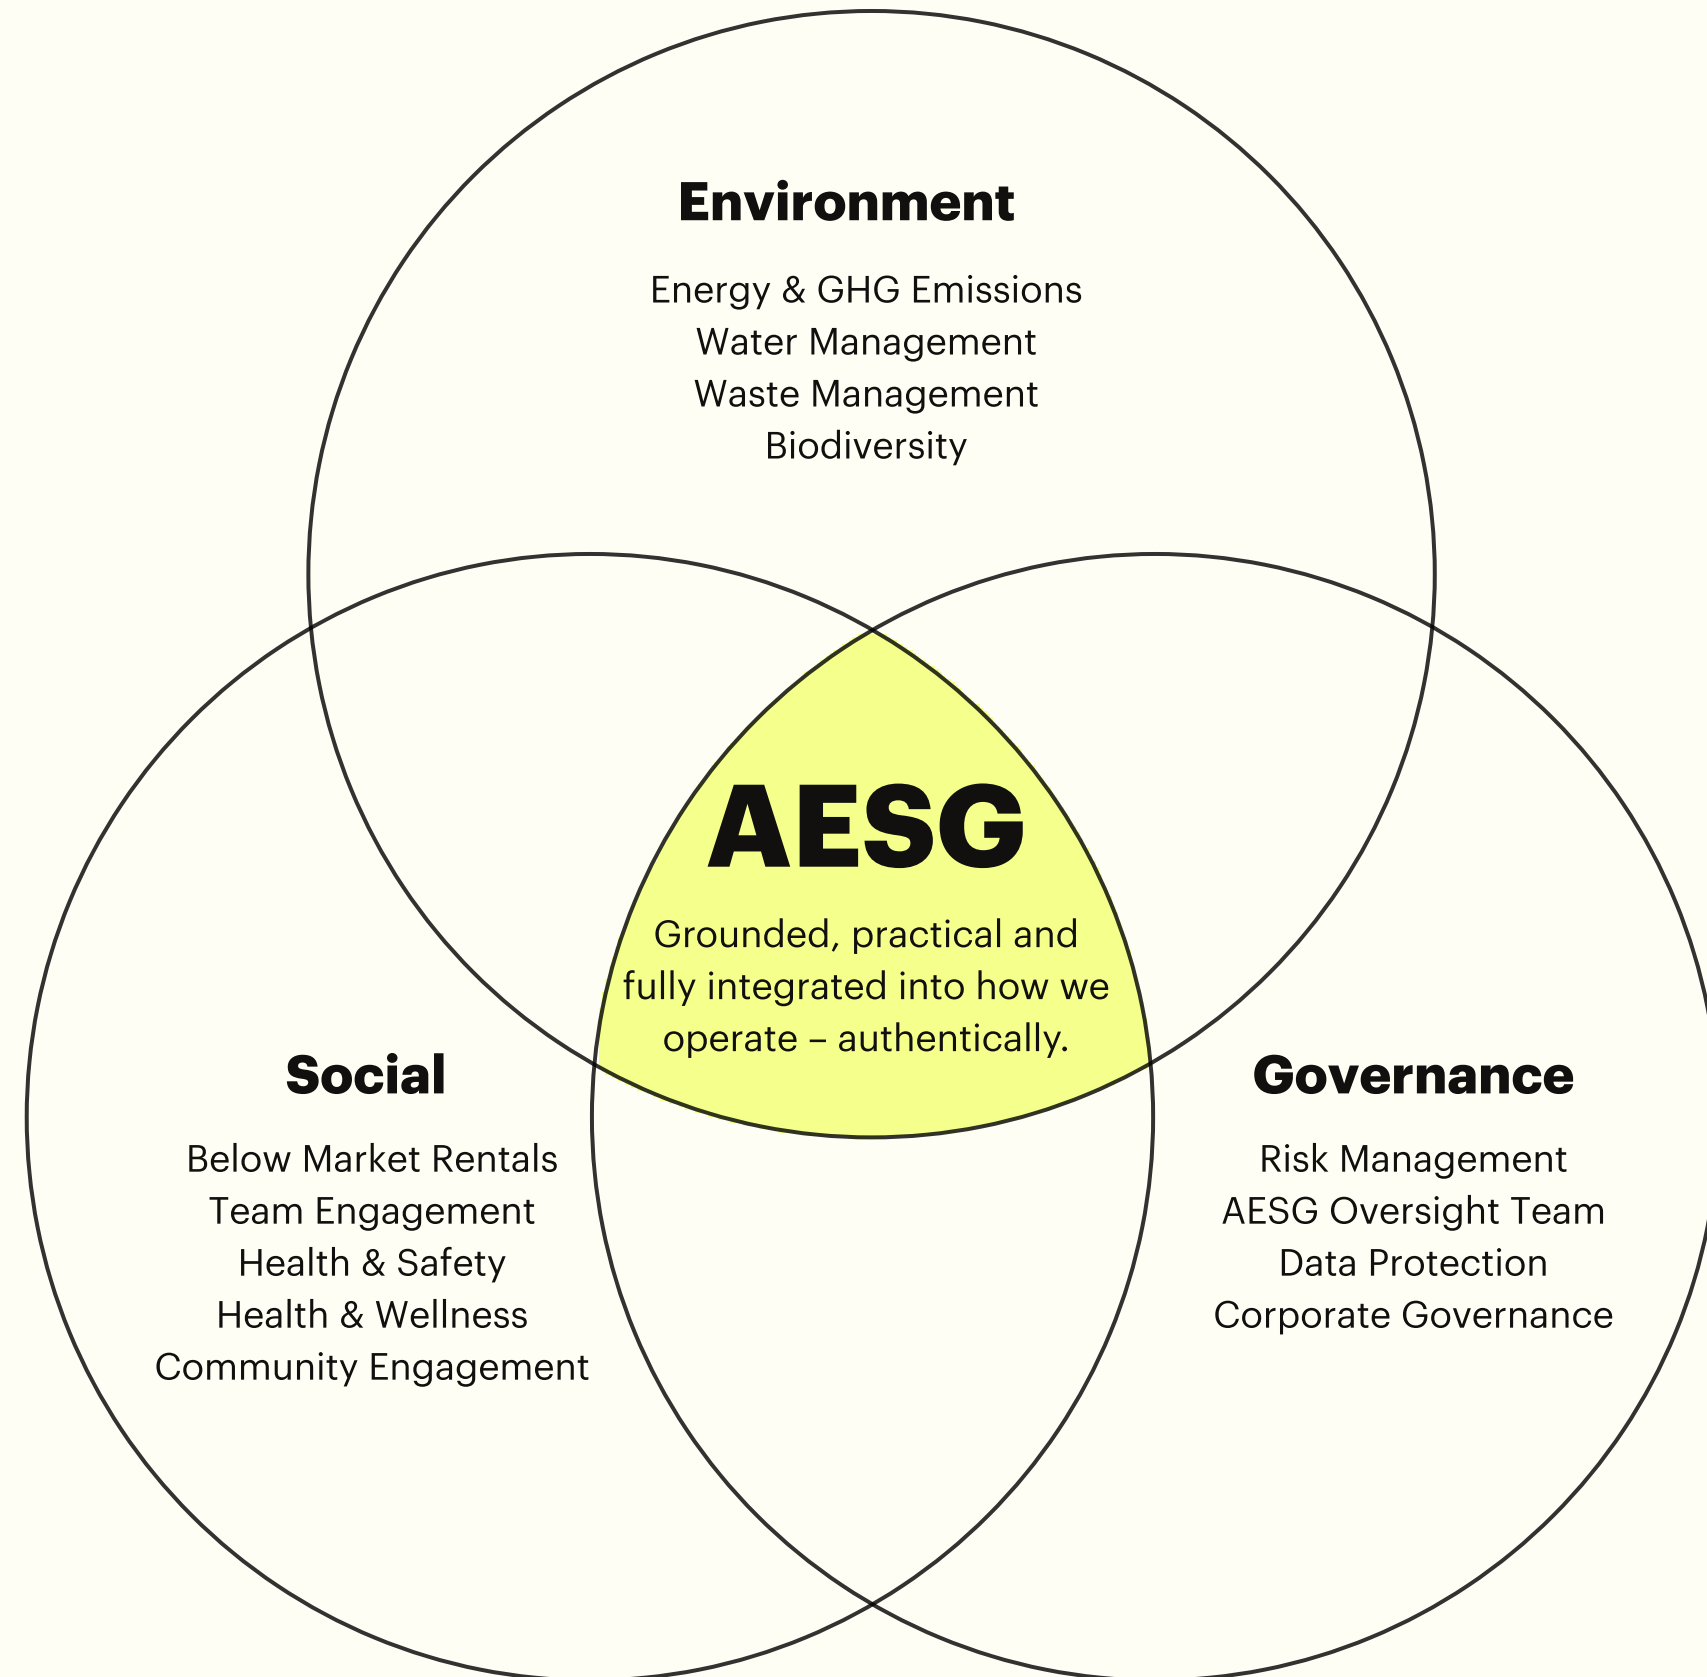 Environment
Energy & GHG Emissions
Water Management
Waste Management
Biodiversity
AESG
Grounded, practical and
fully integrated into how we
operate – authentically.
Social
Below Market Rentals
Team Engagement
Health & Safety
Health & Wellness
Community Engagement
Governance
Risk Management
AESG Oversight Team
Data Protection
Corporate Governance